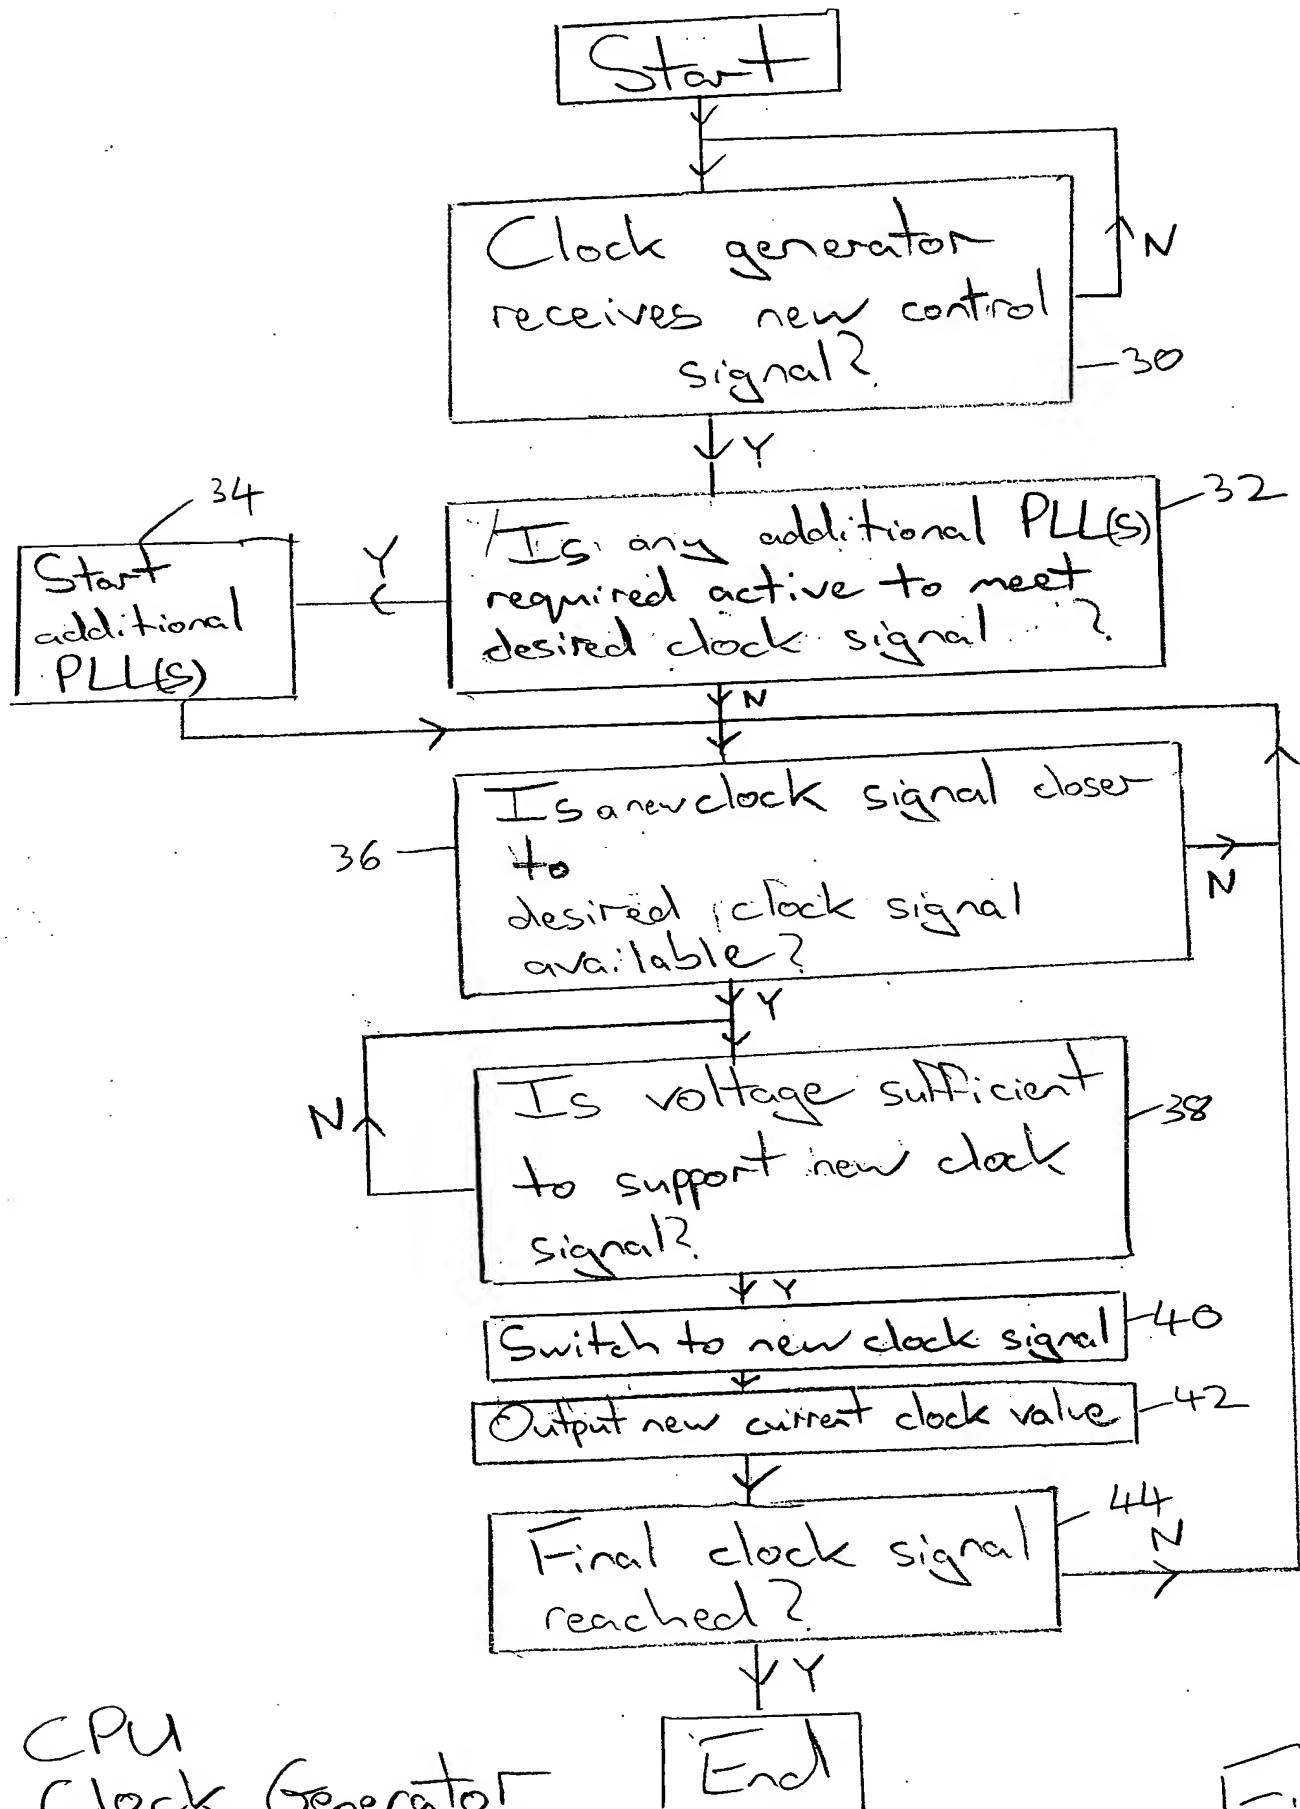 Start
Clock generator
receives new control
signal?
N
30
Y
34
32
Start
additional
PLL(s)
Y
Is any additional PLL(s)
required active to meet
desired clock signal ?
N
Is a new clock signal closer
to
desired clock signal
available?
36
N
Y
Is voltage sufficient
to support new clock
signal?
N
38
Y
Switch to new clock signal
40
Output new current clock value
42
Final clock signal
reached?
44
N
Y
End
CPU
Clock Generator